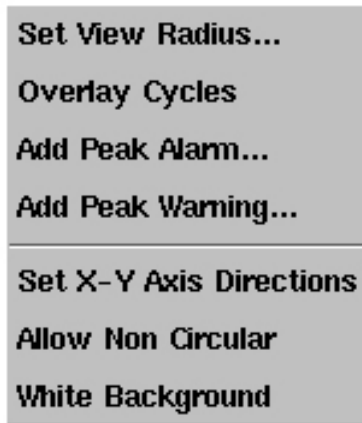 Set View Radius...
Overlay Cycles
Add Peak Alarm...
Add Peak Warning...
Set X-Y Axis Directions
Allow Non Circular
White Background